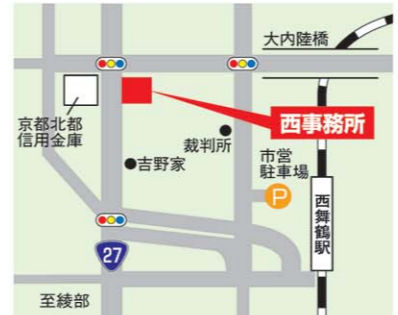 大内陸橋
京都北都
信用金庫
西事務所
裁判所
吉野家
市営
駐車場
P
西舞鶴駅
27
至綾部